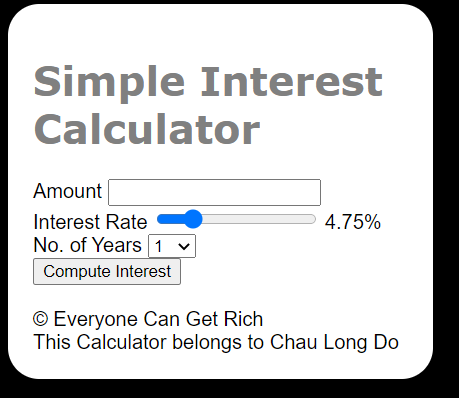 Simple Interest
Calculator
Amount
Interest Rate 4.75%
No. of Years 1
Compute Interest
© Everyone Can Get Rich
This Calculator belongs to Chau Long Do